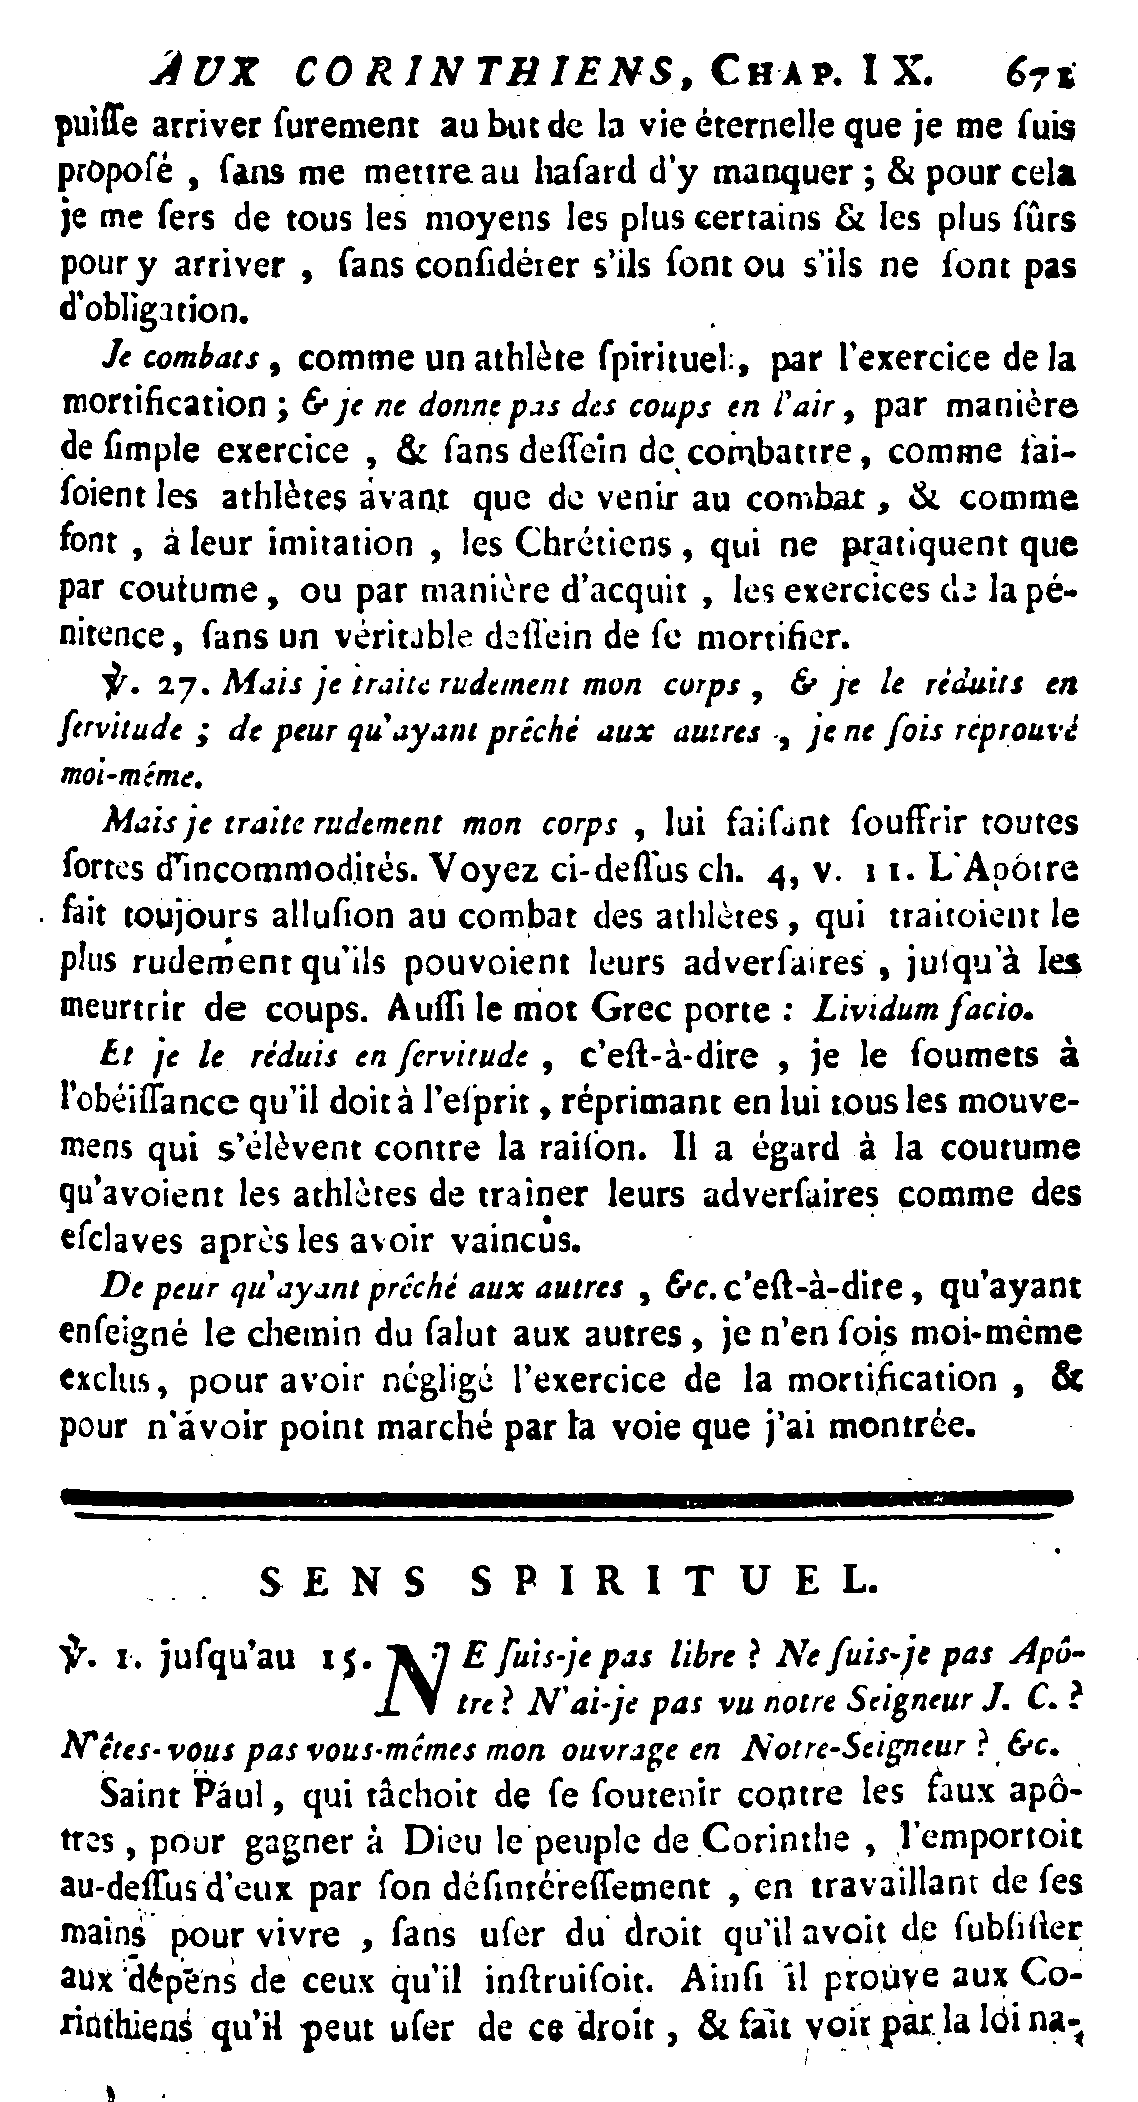 AUX CORINTHIENS, CHAP. IX. 671
puiſſe arriver ſurement au but de la vie éternelle que je me ſuis
propoſé , ſans me mettre au haſard d'y manquer ; & pour cela
je me ſers de tous les moyens les plus certains & les plus ſûrs
pour y arriver , ſans conſidérer s'ils ſont ou s'ils ne ſont pas
d'obligation.
Je combats , comme un athlète ſpirituel , par l'exercice de la
mortification ; & je ne donne pas des coups en l'air , par manière
de ſimple exercice , & ſans deſſein de combattre , comme fai-
ſoient les athlètes avant que de venir au combat , & comme
font , à leur imitation , les Chrétiens , qui ne pratiquent que
par coutume , ou par manière d'acquit , les exercices de la pé-
nitence , ſans un véritable deſſein de ſe mortifier.
℣. 27. Mais je traite rudement mon corps , & je le réduits en
ſervitude ; de peur qu'ayant prêché aux autres , je ne ſois réprouvé
moi-même.
Mais je traite rudement mon corps , lui faiſant ſouffrir toutes
ſortes d'incommodités. Voyez ci-deſſus ch. 4, v. 11. L'Apôtre
fait toujours alluſion au combat des athlètes , qui traitoient le
plus rudement qu'ils pouvoient leurs adverſaires , juſqu'à les
meurtrir de coups. Auſſi le mot Grec porte : Lividum facio.
Et je le réduis en ſervitude , c'eſt-à-dire , je le ſoumets à
l'obéiſſance qu'il doit à l'eſprit , réprimant en lui tous les mouve-
mens qui s'élèvent contre la raiſon. Il a égard à la coutume
qu'avoient les athlètes de traîner leurs adverſaires comme des
eſclaves après les avoir vaincus.
De peur qu'ayant prêché aux autres , &c. c'eſt-à-dire , qu'ayant
enſeigné le chemin du ſalut aux autres , je n'en ſois moi-même
exclus , pour avoir négligé l'exercice de la mortification , &
pour n'avoir point marché par la voie que j'ai montrée.
SENS SPIRITUEL.
℣. 1. juſqu'au 15. NE ſuis-je pas libre ? Ne ſuis-je pas Apô-
tre ? N'ai-je pas vu notre Seigneur J. C. ?
N'êtes-vous pas vous-mêmes mon ouvrage en Notre-Seigneur ? &c.
Saint Paul , qui tâchoit de ſe ſoutenir contre les faux apô-
tres , pour gagner à Dieu le peuple de Corinthe , l'emportoit
au-deſſus d'eux par ſon déſintéreſſement , en travaillant de ſes
mains pour vivre , ſans uſer du droit qu'il avoit de ſubſiſter
aux dépens de ceux qu'il inſtruiſoit. Ainſi il prouve aux Co-
rinthiens qu'il peut uſer de ce droit , & fait voir par la loi na-